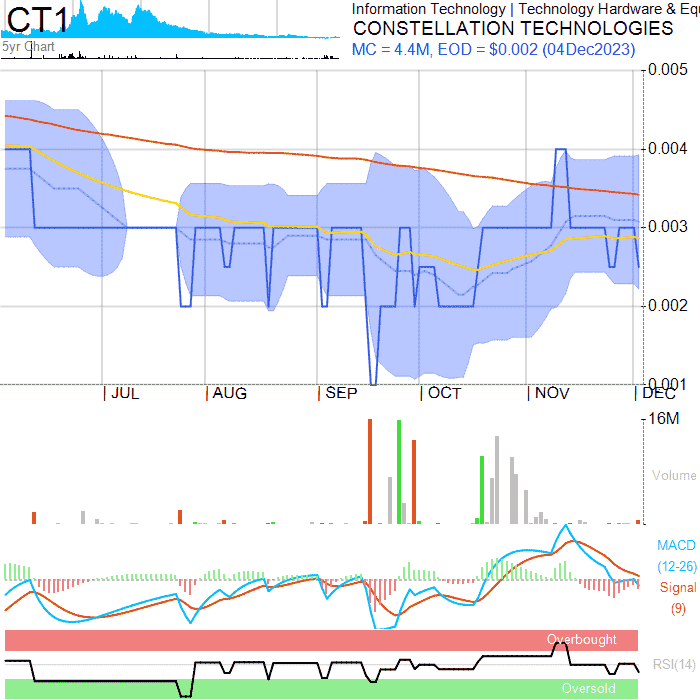 CT1
5yr Chart
Information Technology | Technology Hardware & Equ
CONSTELLATION TECHNOLOGIES
MC = 4.4M, EOD = $0.002 (04Dec2023)
0.005
0.004
0.003
0.002
0.001
JUL
AUG
SEP
OCT
NOV
DEC
16M
Volume
MACD
(12-26)
Signal
(9)
Overbought
RSI(14)
Oversold